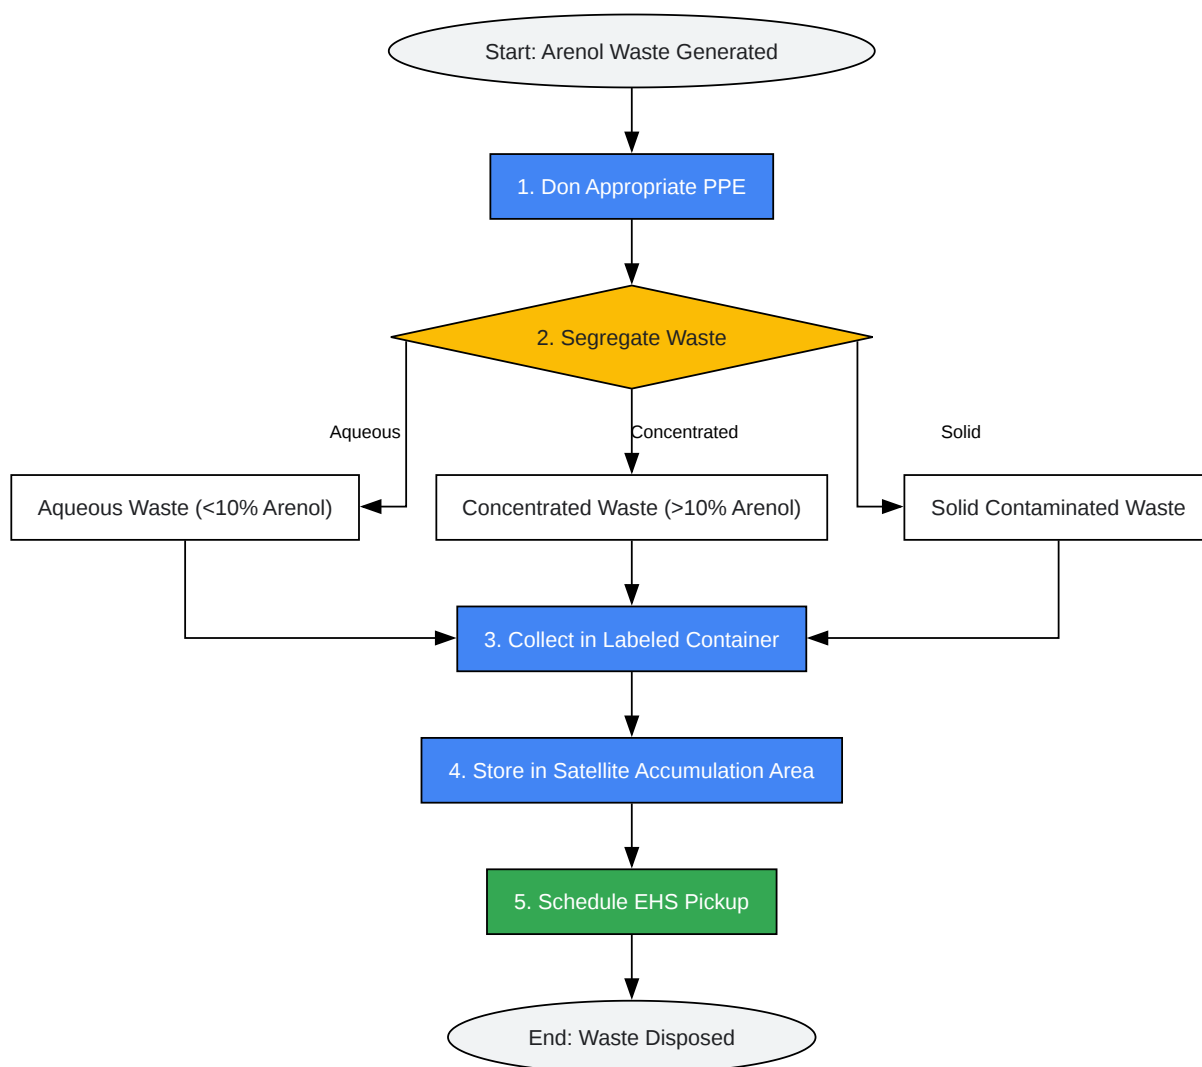 Start: Arenol Waste Generated
1. Don Appropriate PPE
2. Segregate Waste
Aqueous
Concentrated
Solid
Aqueous Waste (<10% Arenol)
Concentrated Waste (>10% Arenol)
Solid Contaminated Waste
3. Collect in Labeled Container
4. Store in Satellite Accumulation Area
5. Schedule EHS Pickup
End: Waste Disposed